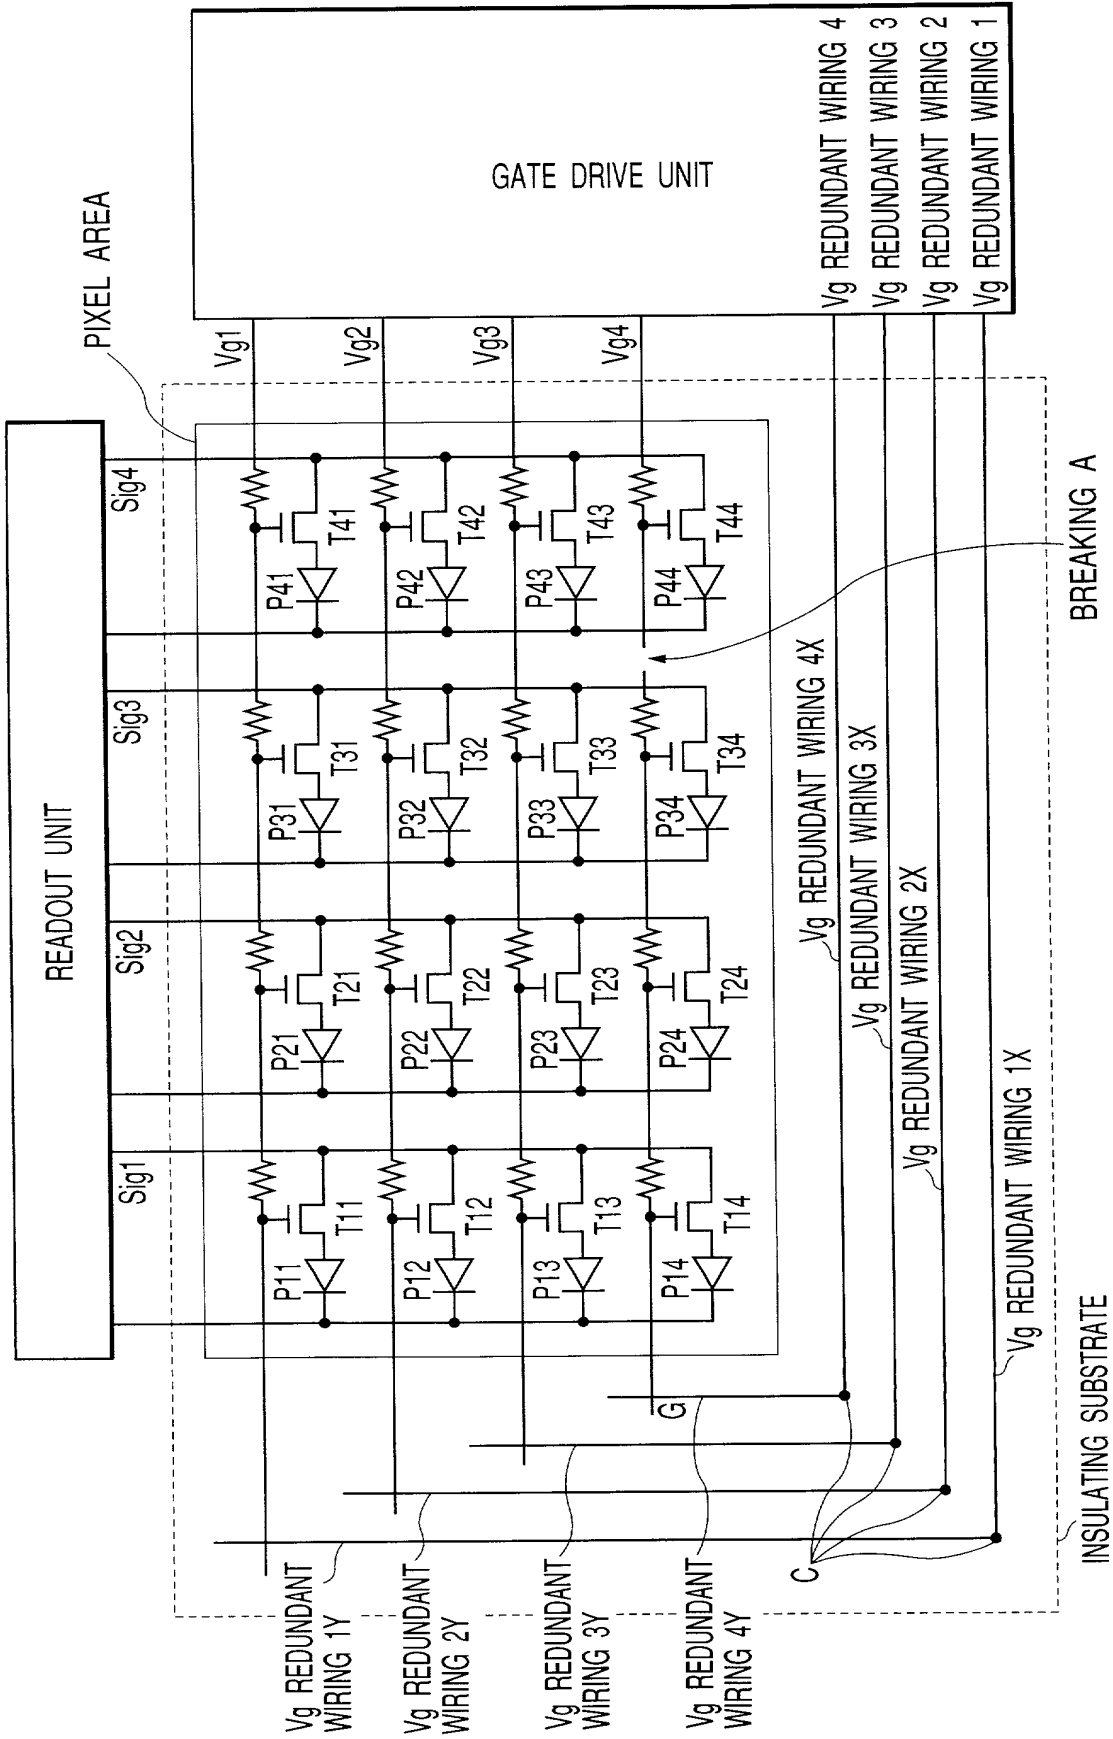 READOUT UNIT
PIXEL AREA
GATE DRIVE UNIT
Sig1
Sig2
Sig3
Sig4
Vg1
Vg2
Vg3
Vg4
P11
T11
P21
T21
P31
T31
P41
T41
P12
T12
P22
T22
P32
T32
P42
T42
P13
T13
P23
T23
P33
T33
P43
T43
P14
T14
P24
T24
P34
T34
P44
T44
Vg REDUNDANT WIRING 4
Vg REDUNDANT WIRING 3
Vg REDUNDANT WIRING 2
Vg REDUNDANT WIRING 1
G
C
Vg REDUNDANT
WIRING 1Y
Vg REDUNDANT
WIRING 2Y
Vg REDUNDANT
WIRING 3Y
Vg REDUNDANT
WIRING 4Y
Vg REDUNDANT WIRING 4X
Vg REDUNDANT WIRING 3X
Vg REDUNDANT WIRING 2X
Vg REDUNDANT WIRING 1X
BREAKING A
INSULATING SUBSTRATE